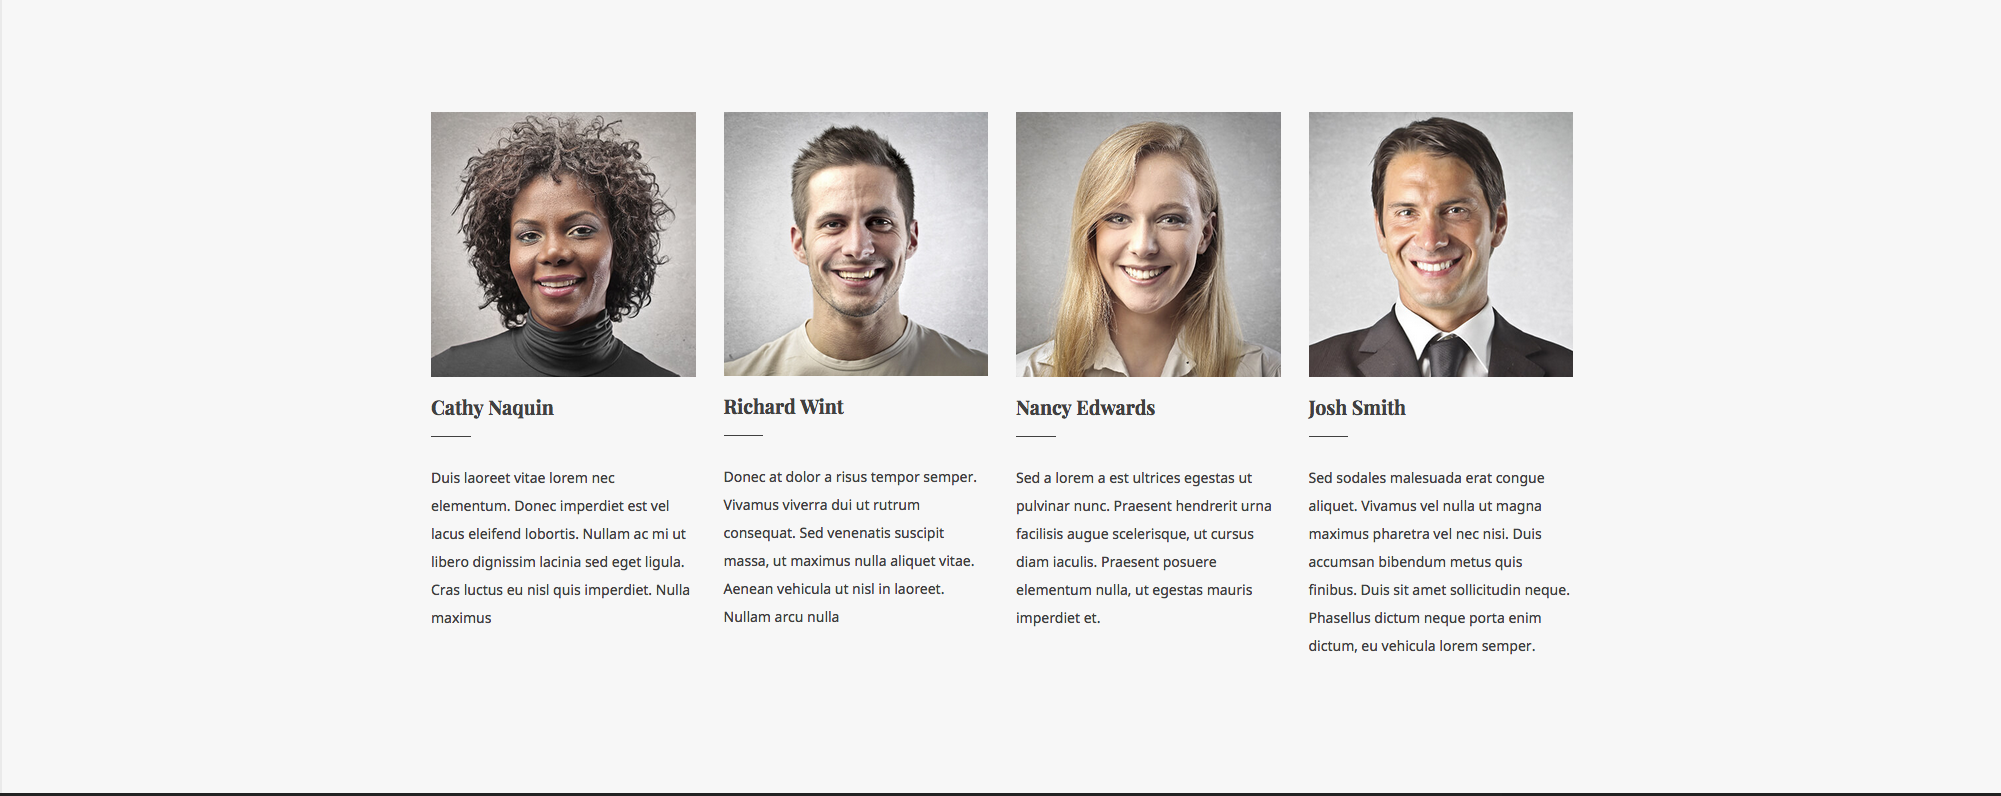 Cathy Naquin
Duis laoreet vitae lorem nec
elementum. Donec imperdiet est vel
lacus eleifend lobortis. Nullam ac mi ut
libero dignissim lacinia sed eget ligula.
Cras luctus eu nisl quis imperdiet. Nulla
maximus
Richard Wint
Donec at dolor a risus tempor semper.
Vivamus viverra dui ut rutrum
consequat. Sed venenatis suscipit
massa, ut maximus nulla aliquet vitae.
Aenean vehicula ut nisl in laoreet.
Nullam arcu nulla
Nancy Edwards
Sed a lorem a est ultrices egestas ut
pulvinar nunc. Praesent hendrerit urna
facilisis augue scelerisque, ut cursus
diam iaculis. Praesent posuere
elementum nulla, ut egestas mauris
imperdiet et.
Josh Smith
Sed sodales malesuada erat congue
aliquet. Vivamus vel nulla ut magna
maximus pharetra vel nec nisi. Duis
accumsan bibendum metus quis
finibus. Duis sit amet sollicitudin neque.
Phasellus dictum neque porta enim
dictum, eu vehicula lorem semper.